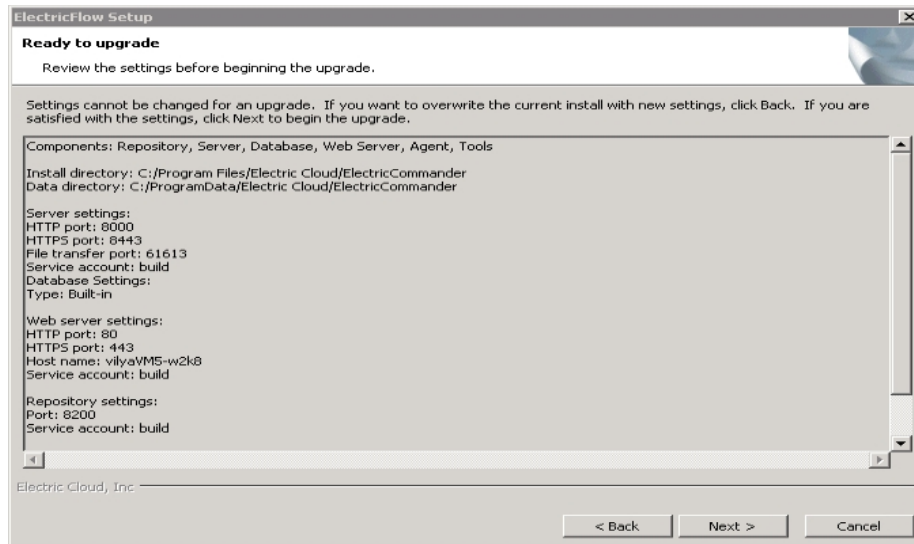 ElectricFlow Setup
Ready to upgrade
Review the settings before beginning the upgrade.
Settings cannot be changed for an upgrade. If you want to overwrite the current install with new settings, click Back. If you are
satisfied with the settings, click Next to begin the upgrade.
Components: Repository, Server, Database, Web Server, Agent, Tools
Install directory: C:/Program Files/Electric Cloud/ElectricCommander
Data directory: C:/ProgramData/Electric Cloud/ElectricCommander
Server settings:
HTTP port: 8000
HTTPS port: 8443
File transfer port: 61613
Service account: build
Database Settings:
Type: Built-in
Web server settings:
HTTP port: 80
HTTPS port: 443
Host name: vilyaVM5-w2k8
Service account: build
Repository settings:
Port: 8200
Service account: build
Electric Cloud, Inc
< Back
Next >
Cancel